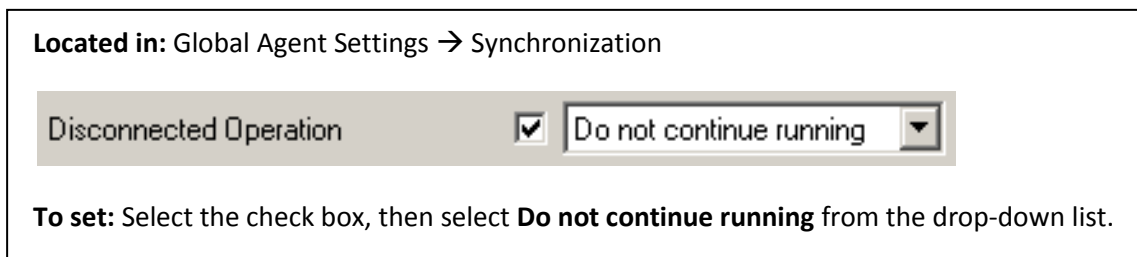 Located in: Global Agent Settings → Synchronization
Disconnected Operation Do not continue running
To set: Select the check box, then select Do not continue running from the drop-down list.